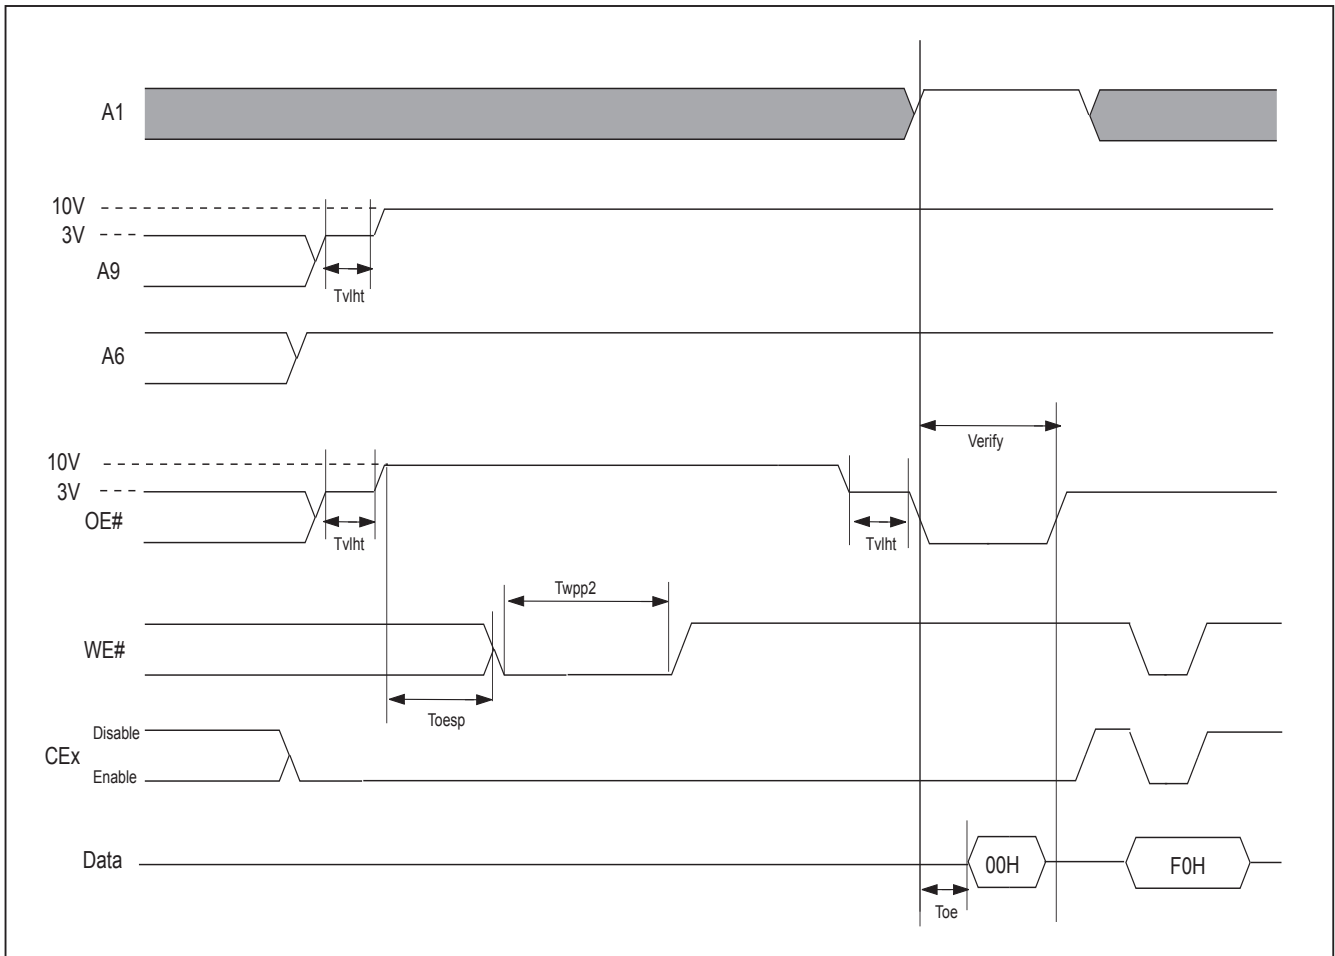 A1
10V
3V
A9
Tvlht
A6
Verify
10V
3V
OE#
Tvlht
Tvlht
Twpp2
WE#
Toesp
Disable
CEx
Enable
Data
00H
F0H
Toe